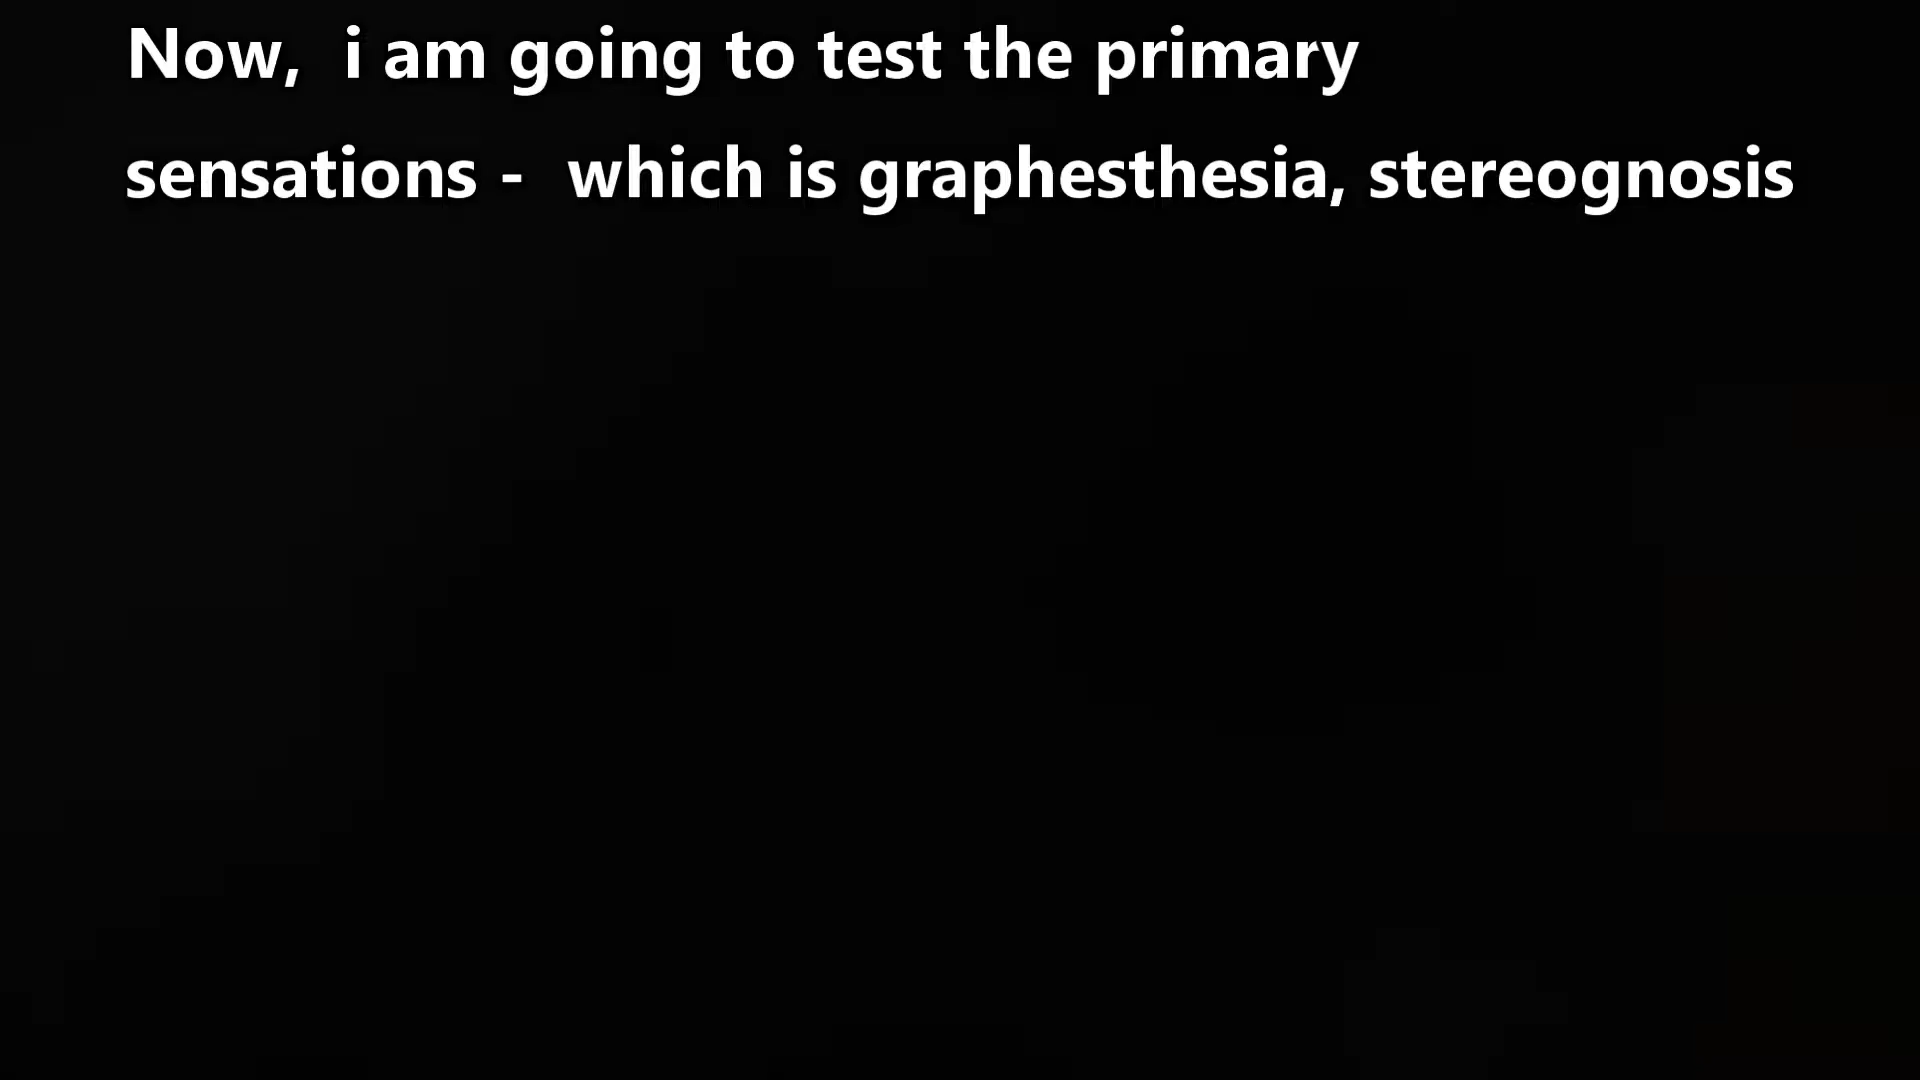 Now, i am going to test the primary
sensations - which is graphesthesia, stereognosis